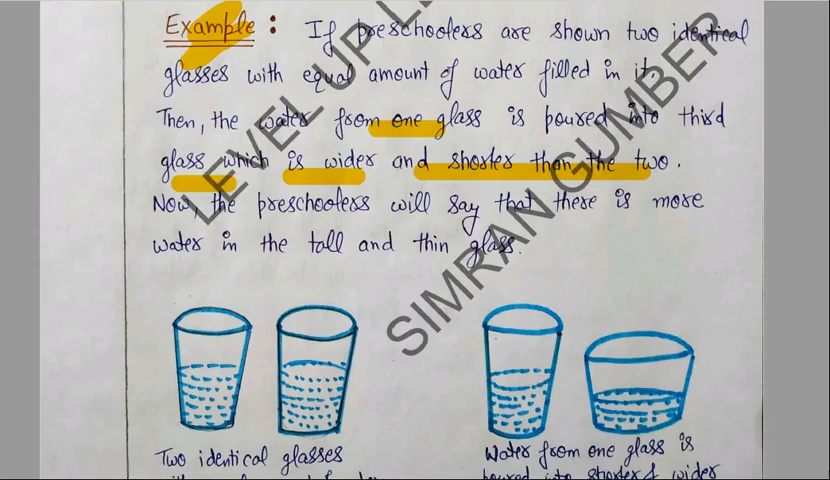 Example : If preschoolers are shown two identical
glasses with equal amount of water filled in it.
Then, the water from one glass is poured into third
glass which is wider and shorter than the two.
Now, the preschoolers will say that there is more
water in the tall and thin glass.
LEVEL UP
SIMRAN GUMBER
Two identical glasses
Water from one glass is
poured into shorter & wider